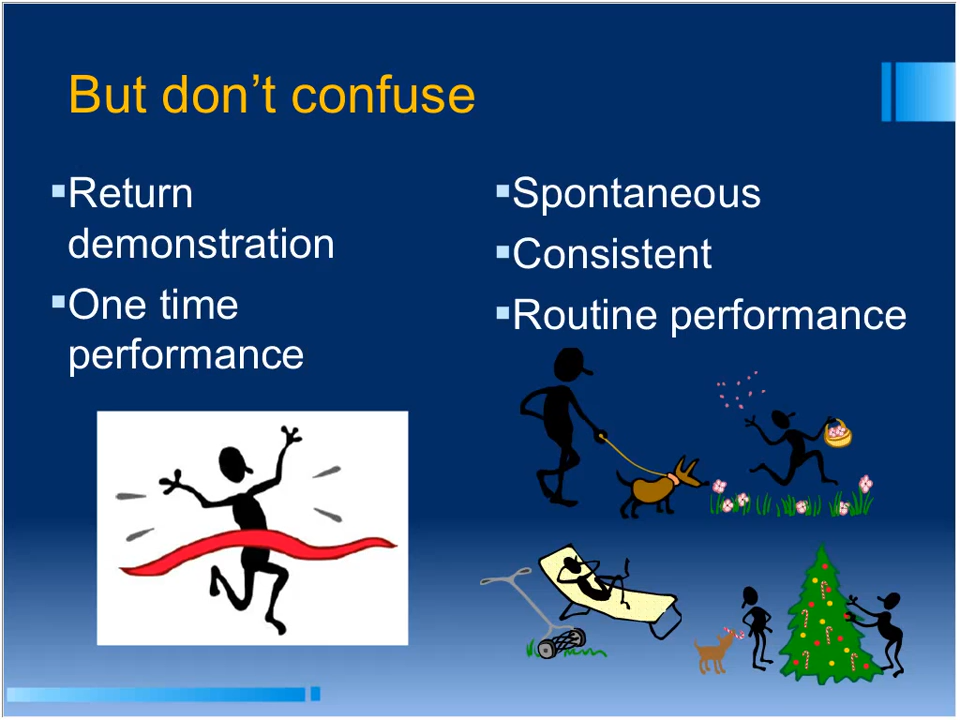 But don’t confuse
▪Return
demonstration
▪One time
performance
▪Spontaneous
▪Consistent
▪Routine performance